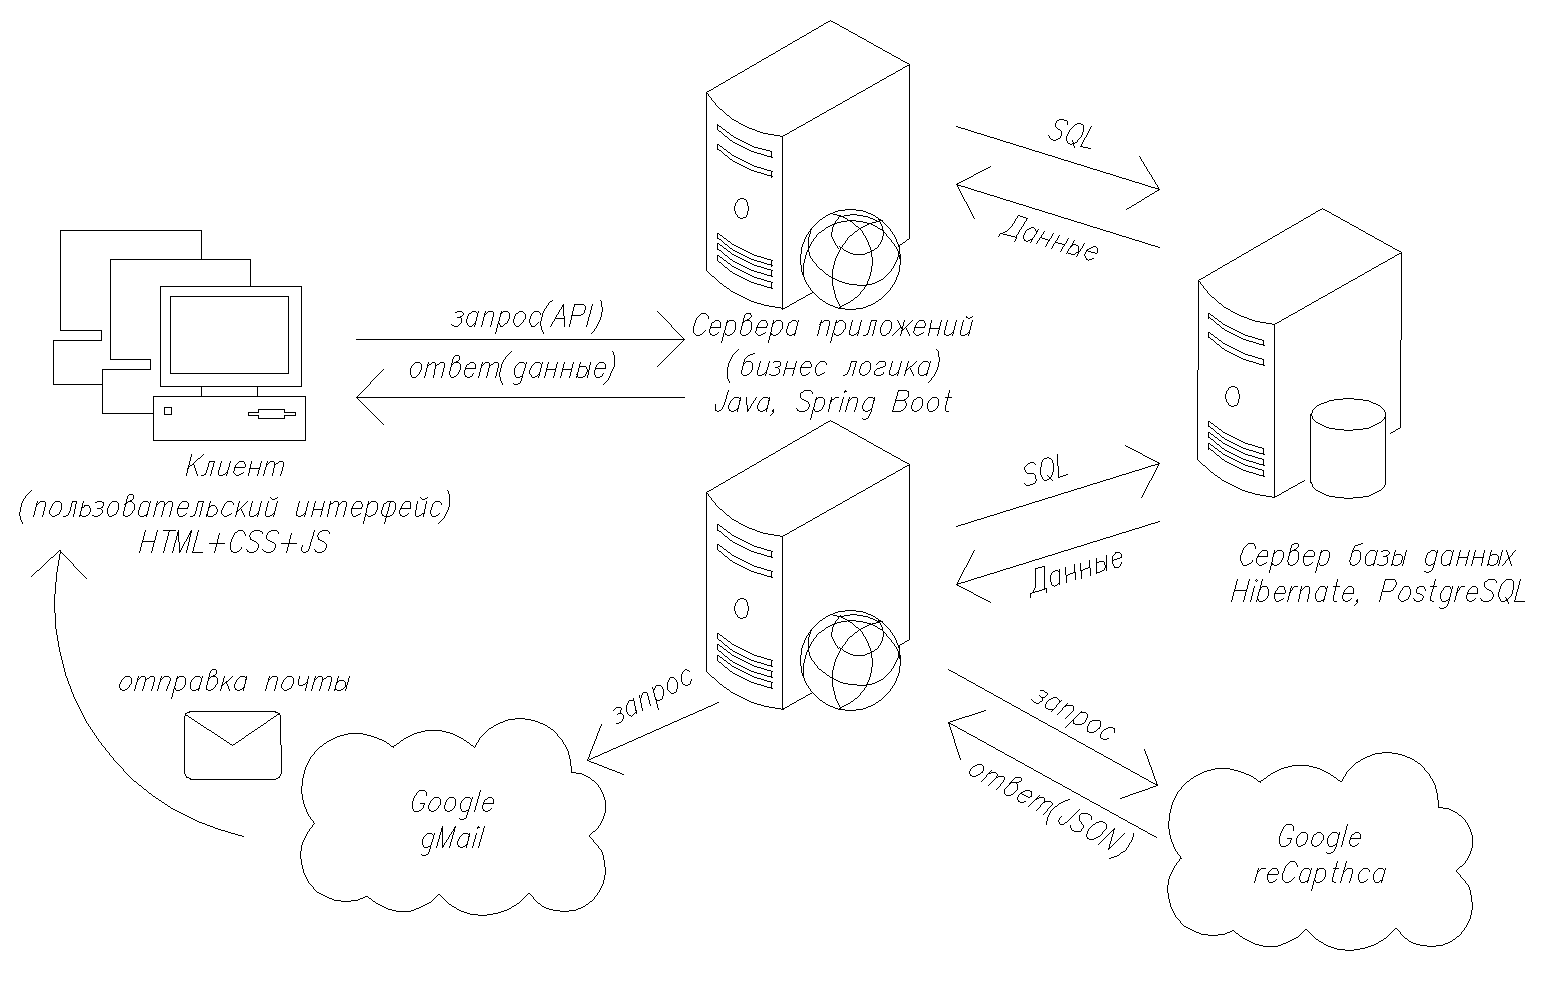 SQL
Данные
запрос(API)
ответ(данные)
Сервера приложений
(бизнес логика)
Java, Spring Boot
Клиент
(пользовательский интерфейс)
HTML+CSS+JS
SQL
Данные
Сервер базы данных
Hibernate, PostgreSQL
отправка почты
запрос
запрос
ответ(JSON)
Google
gMail
Google
reCapthca